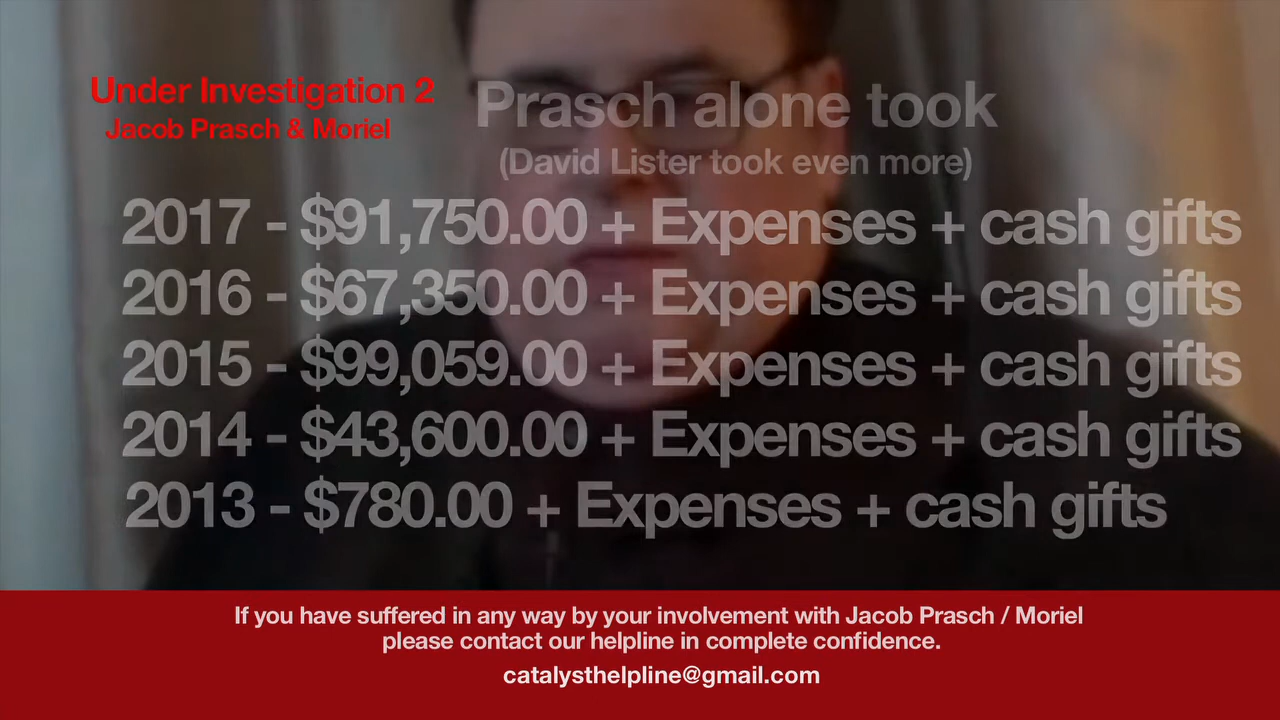 Under Investigation 2
Jacob Prasch & Moriel
Prasch alone took
(David Lister took even more)
2017 - $91,750.00 + Expenses + cash gifts
2016 - $67,350.00 + Expenses + cash gifts
2015 - $99,059.00 + Expenses + cash gifts
2014 - $43,600.00 + Expenses + cash gifts
2013 - $780.00 + Expenses + cash gifts
If you have suffered in any way by your involvement with Jacob Prasch / Moriel
please contact our helpline in complete confidence.
catalysthelpline@gmail.com